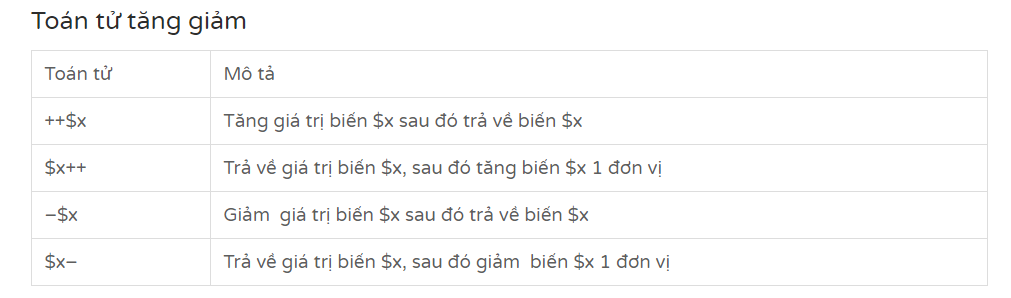 Toán tử tăng giảm
Toán tử Mô tả
++$x Tăng giá trị biến $x sau đó trả về biến $x
$x++ Trả về giá trị biến $x, sau đó tăng biến $x 1 đơn vị
–$x Giảm  giá trị biến $x sau đó trả về biến $x
$x– Trả về giá trị biến $x, sau đó giảm  biến $x 1 đơn vị